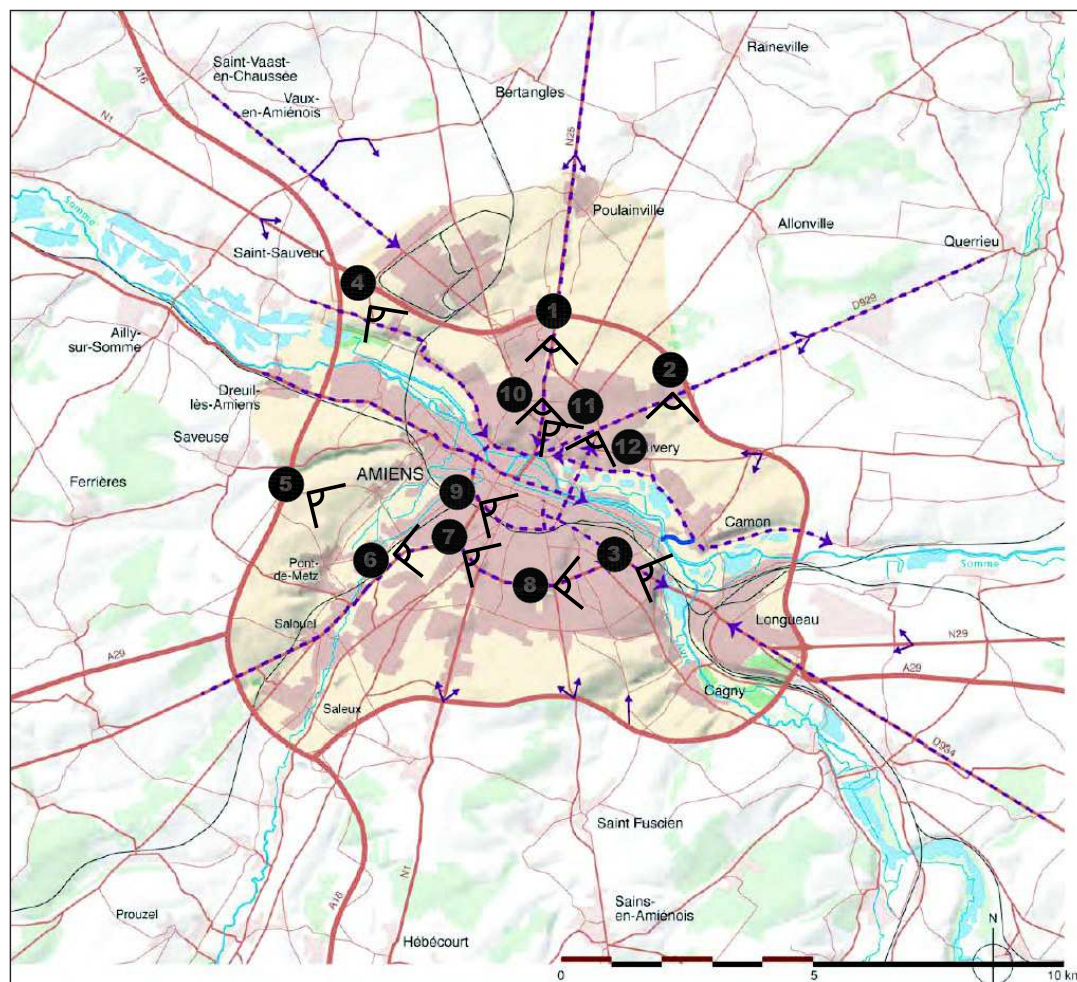 Saint-Vaast-
en-Chaussée
Vaux-
en-Amiénois
Bertangles
Raineville
A16
N1
N25
Poulainville
Allonville
Querrieu
Somme
Saint-Sauveur
D929
4
1
2
Ailly-
sur-Somme
Dreuil-
lès-Amiens
10
11
12
ivery
Saveuse
AMIENS
Ferrières
5
9
Camon
7
3
6
8
Pont-
de-Metz
Somme
Salouel
Longueau
N29
A29
A29
Saleux
Cagny
D934
Saint Fuscien
A16
N1
Prouzel
Sains-
en-Amiénois
Hébécourt
N
0
5
10 km